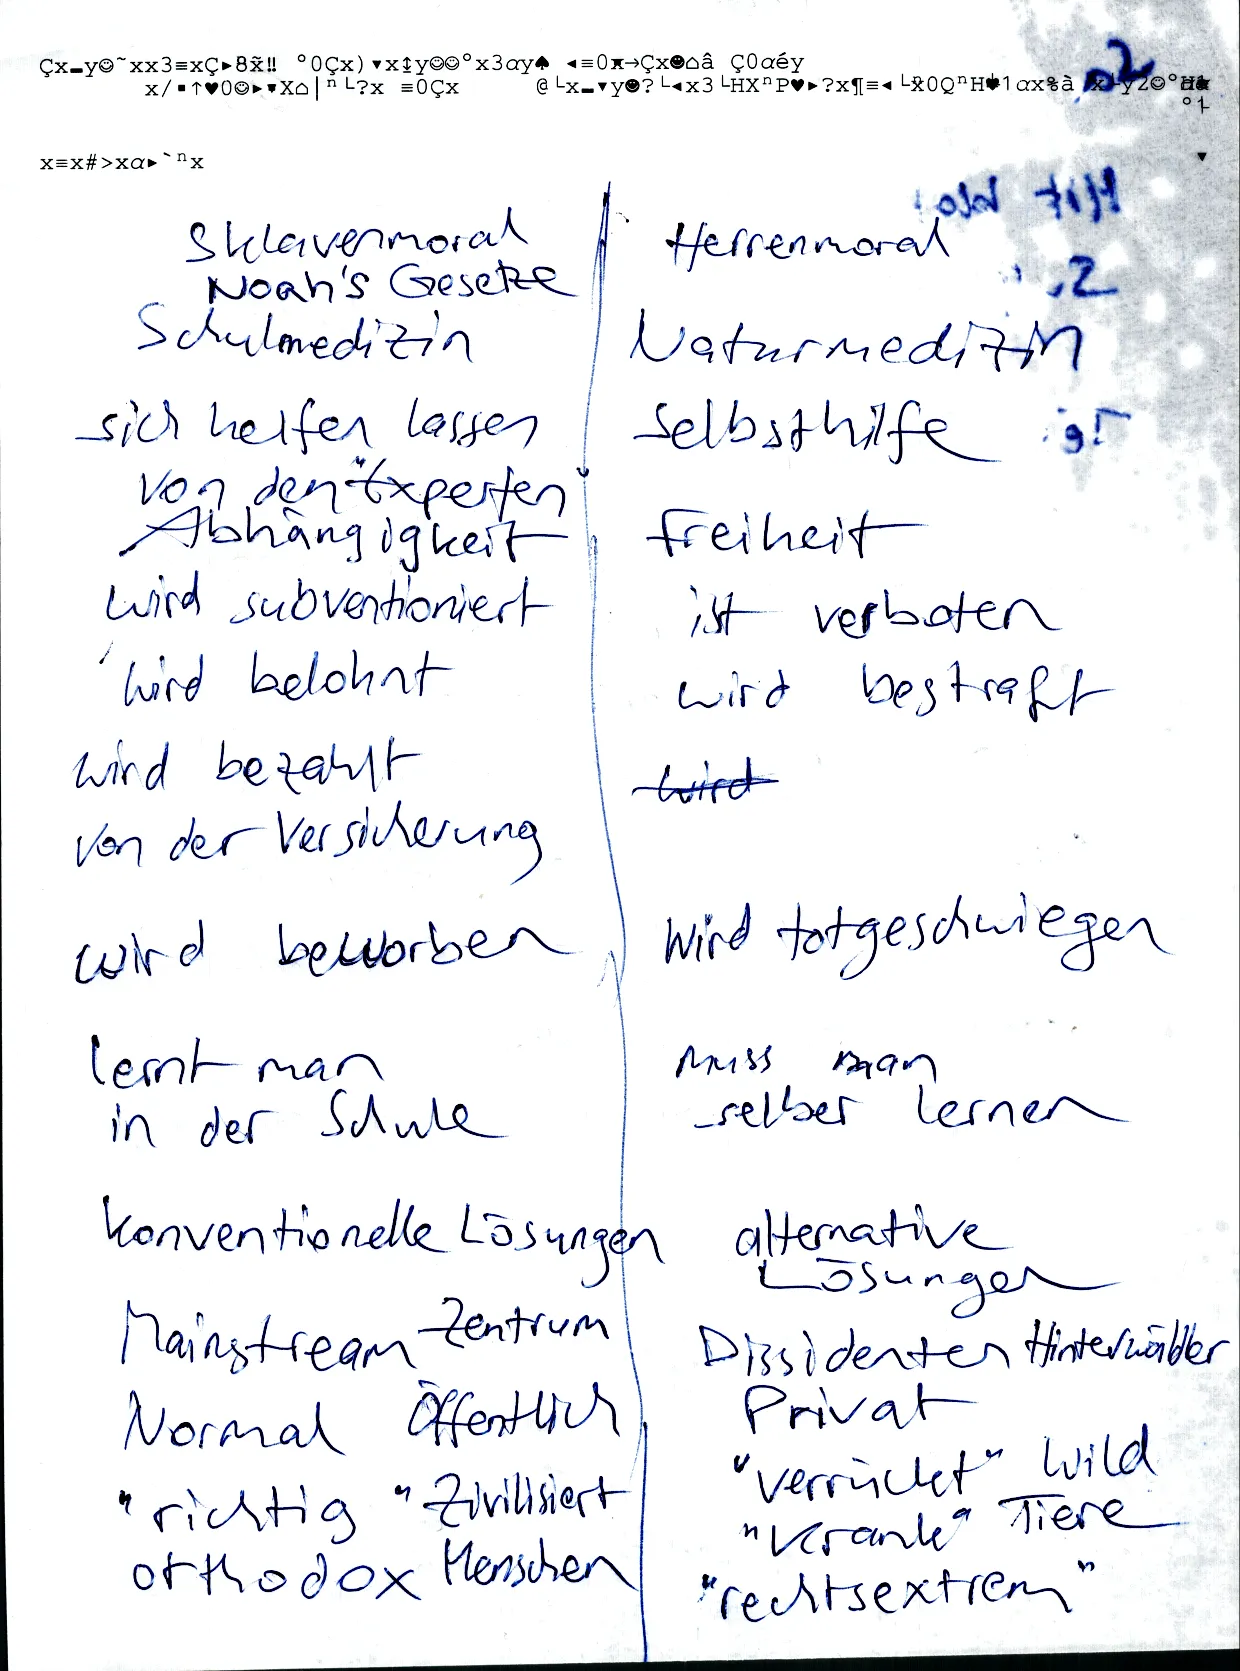 Sklavenmoral
Noah's Gesetze
Schulmedizin
sich helfen lassen
von den "Experten
Abhängigkeit
wird subventioniert
wird belohnt
wird bezahlt
von der Versicherung
wird beworben
lernt man
in der Schule
konventionelle Lösungen
Mainstream Zentrum
Normal Öffentlich
"richtig" Zivilisiert
orthodox Menschen
Herrenmoral
Naturmedizin
Selbsthilfe
Freiheit
ist verboten
wird bestraft
wird
wird totgeschwiegen
muss man
selber lernen
alternative
Lösungen
Dissidenten Hinterwäldler
Privat
"verrückt" wild
"krank" Tiere
"rechtsextrem"